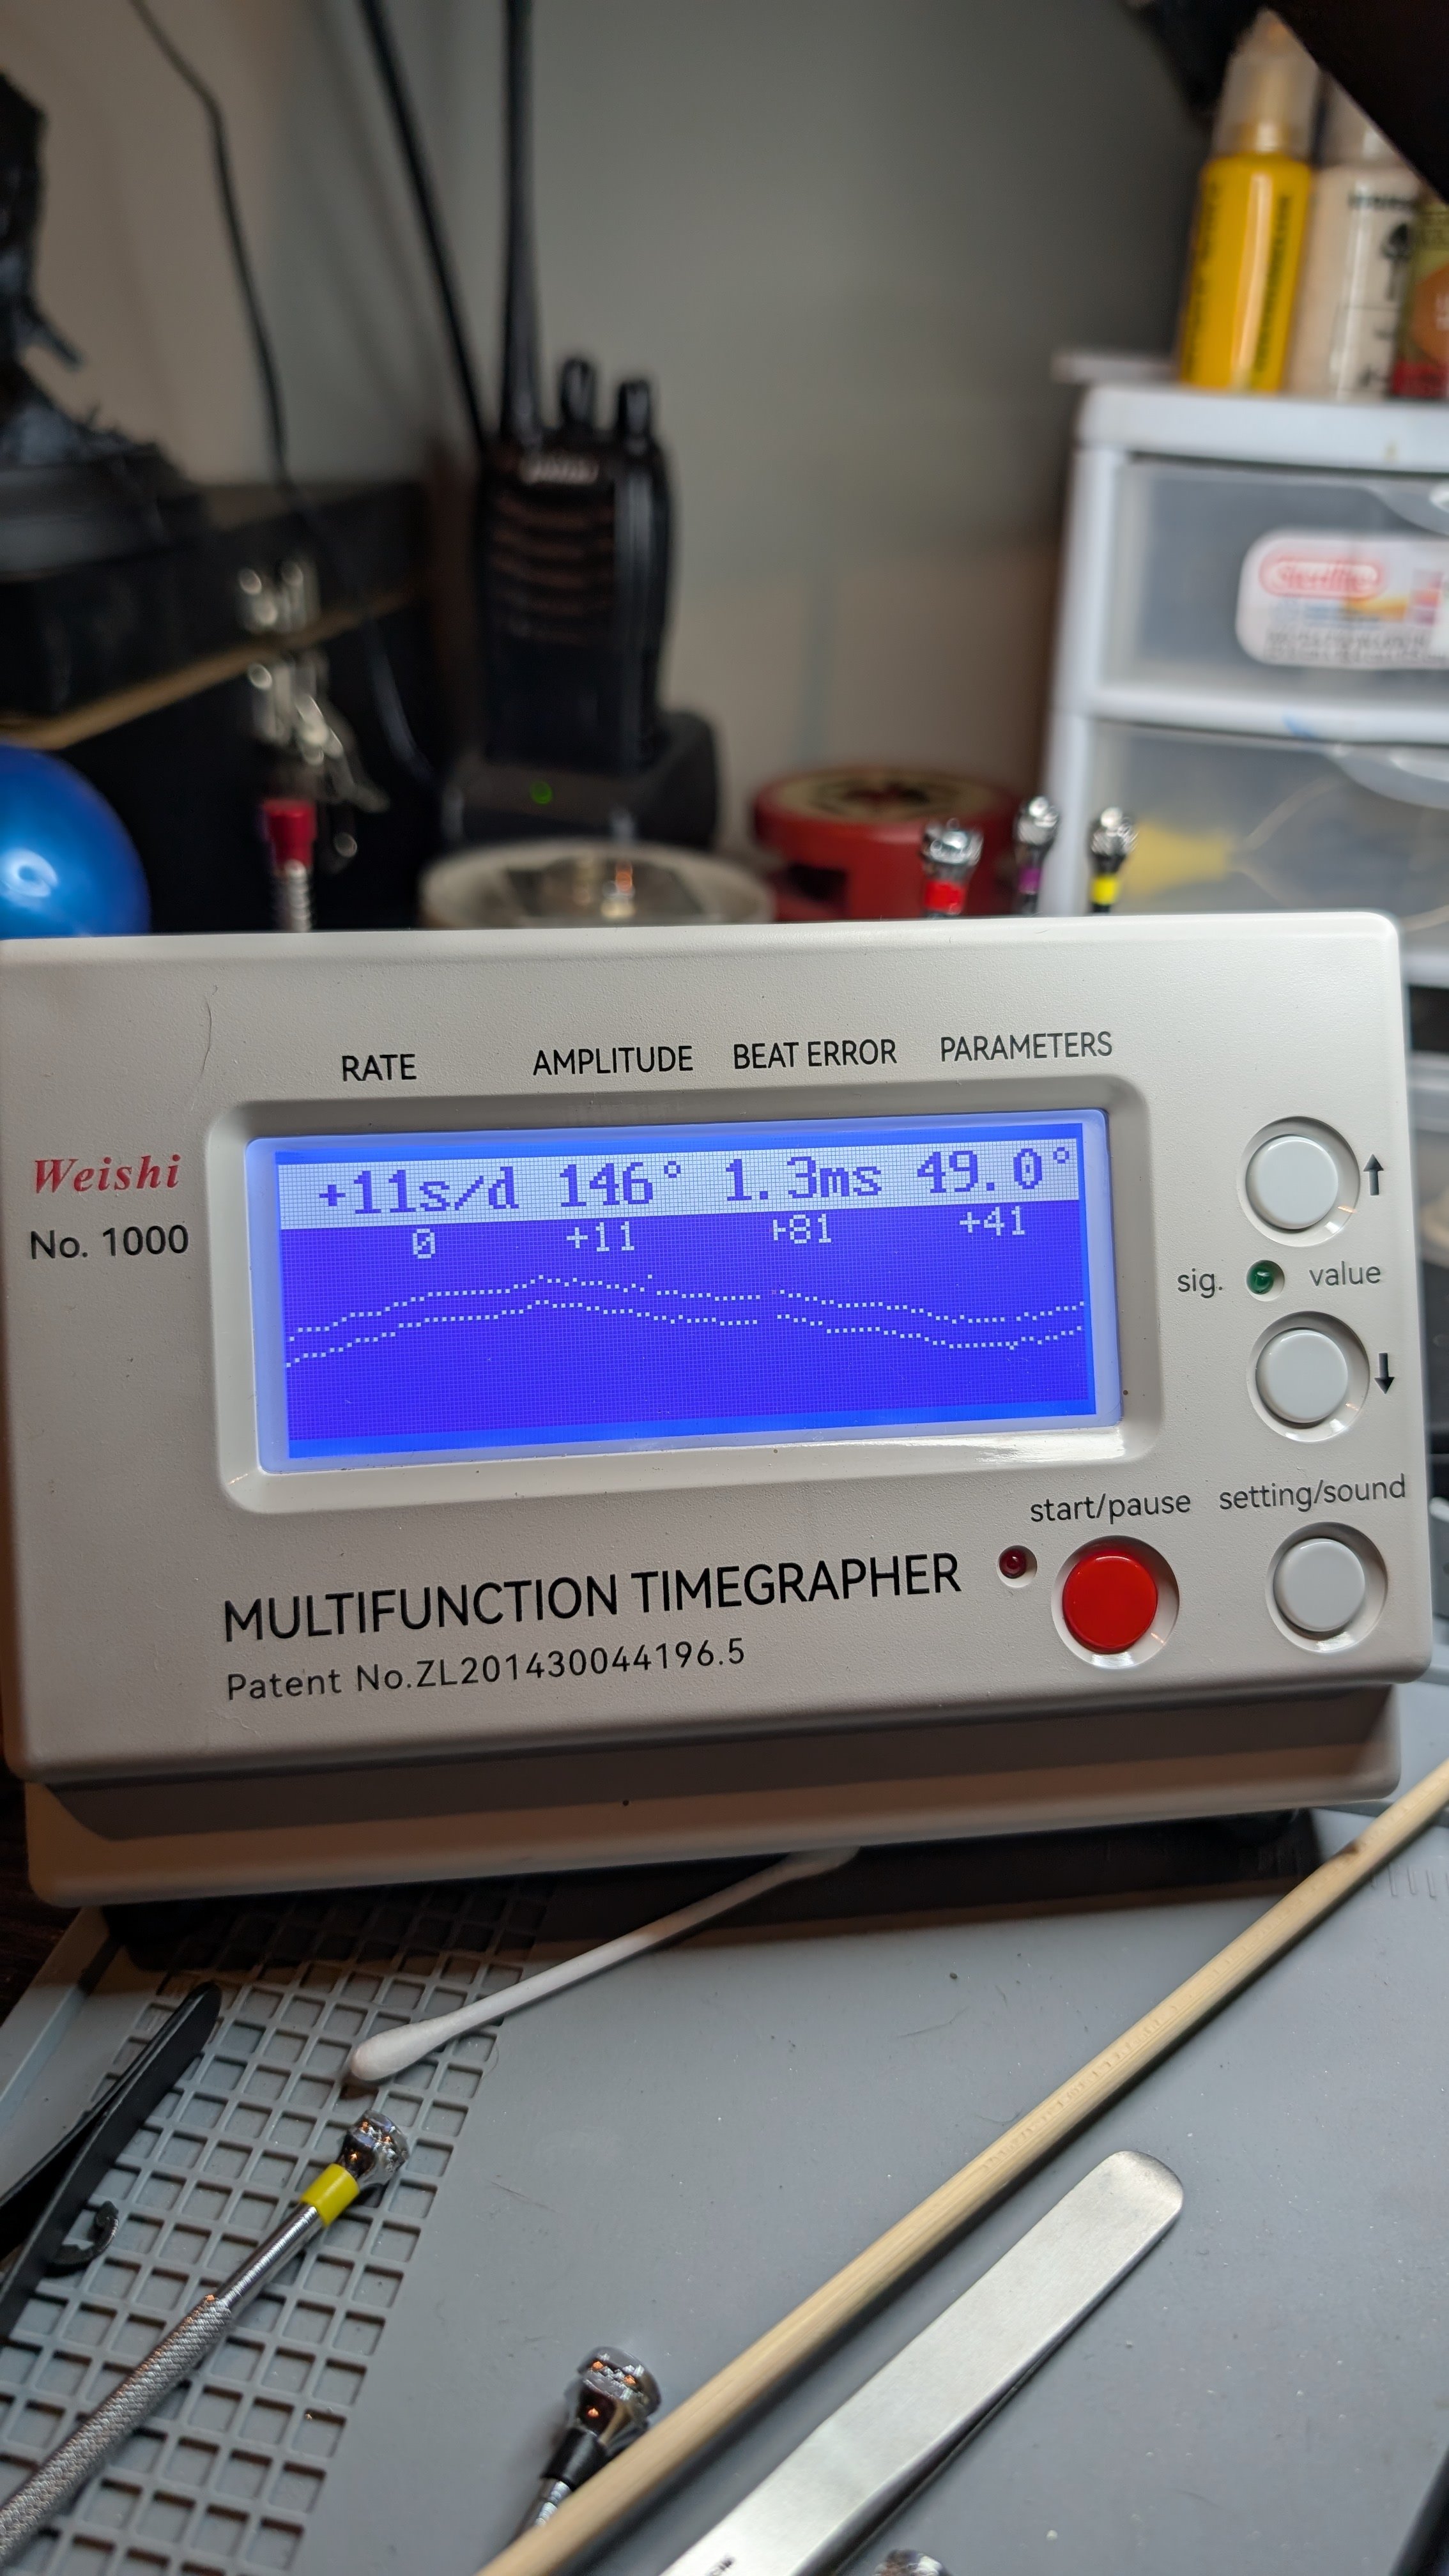 RATE AMPLITUDE BEAT ERROR PARAMETERS
Weishi
No. 1000
+11s/d 146° 1.3ms 49.0°
0 +11 +81 +41
↑
sig. value
↓
start/pause setting/sound
MULTIFUNCTION TIMEGRAPHER
Patent No.ZL201430044196.5
Sterilite